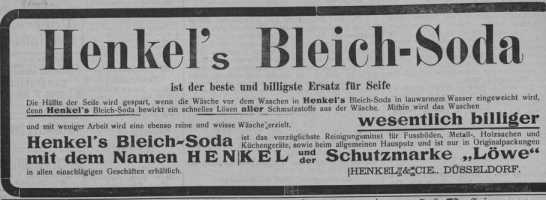 Henkel's Bleich-Soda
ist der beste und billigste Ersatz für Seife
Die Hälfte der Seife wird gespart, wenn die Wäsche vor dem Waschen in Henkel's Bleich-Soda in lauwarmem Wasser eingeweicht wird,
denn Henkel's Bleich-Soda bewirkt ein schnelles Lösen aller Schmutzstoffe aus der Wäsche. Mithin wird das Waschen
und mit weniger Arbeit wird eine ebenso reine und weisse Wäsche erzielt. wesentlich billiger
Henkel's Bleich-Soda ist das vorzüglichste Reinigungsmittel für Fussböden, Metall-, Holzsachen und
Küchengeräte, sowie beim allgemeinen Hausputz und ist nur in Originalpackungen
mit dem Namen HENKEL und der Schutzmarke „Löwe"
in allen einschlägigen Geschäften erhältlich. HENKEL & CIE., DÜSSELDORF.